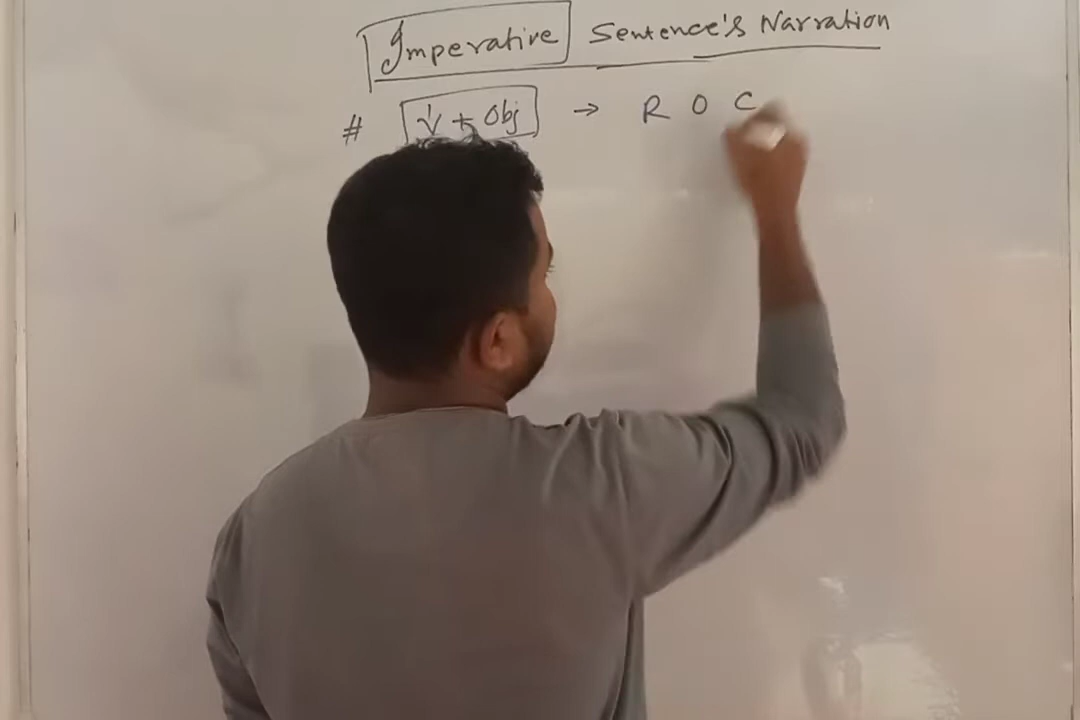 Imperative Sentence's Narration
# V + Obj → R O C